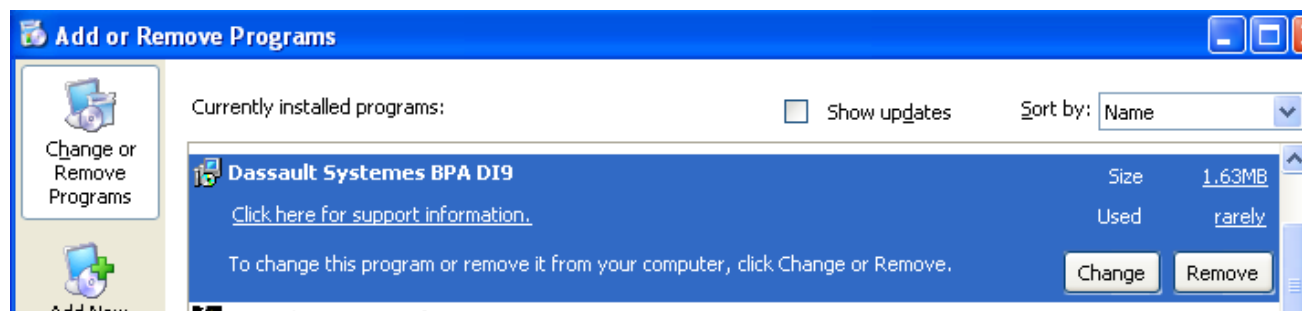 Add or Remove Programs
Change or
Remove
Programs
Currently installed programs:
Show updates
Sort by: Name
Dassault Systemes BPA DI9
Size 1.63MB
Click here for support information.
Used rarely
To change this program or remove it from your computer, click Change or Remove.
Change Remove
Add New